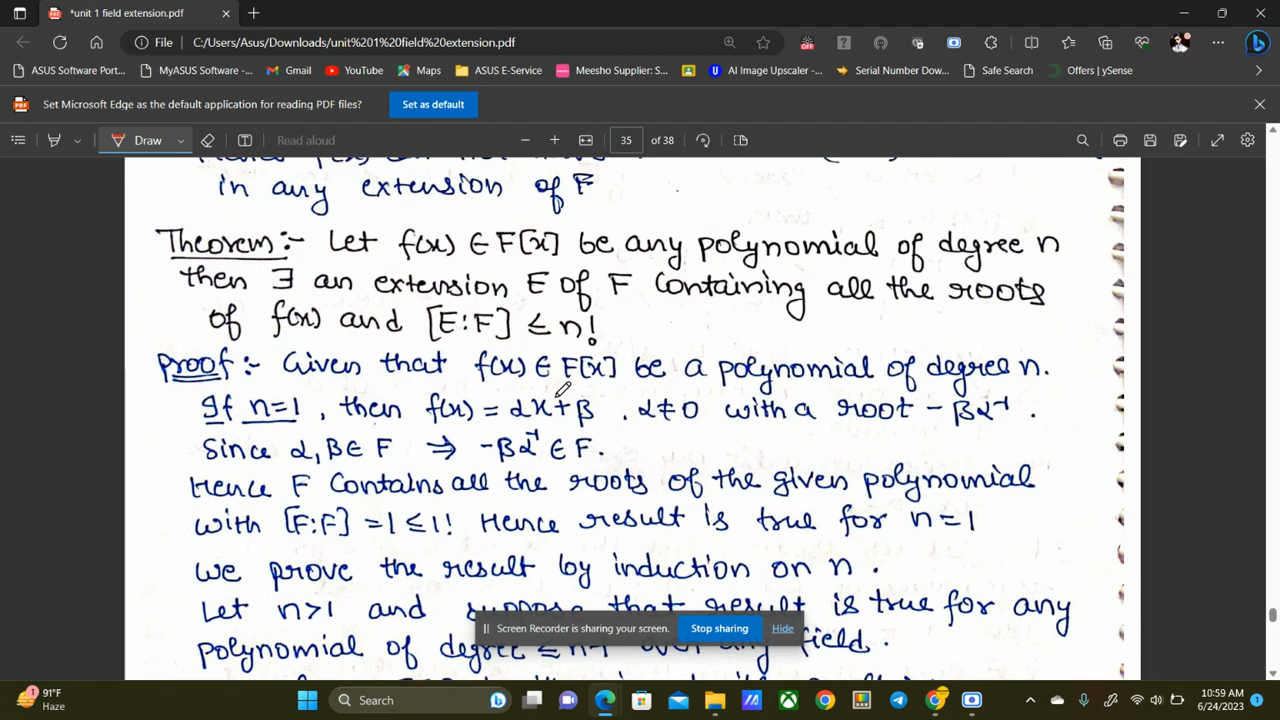 *unit 1 field extension.pdf
File C:/Users/Asus/Downloads/unit%201%20field%20extension.pdf
ASUS Software Port... MyASUS Software -... Gmail YouTube Maps ASUS E-Service Meesho Supplier: S... AI Image Upscaler -... Serial Number Dow... Safe Search Offers | ySense
Set Microsoft Edge as the default application for reading PDF files? Set as default
Draw Read aloud 35 of 38
in any extension of F
Theorem:- Let f(x) ∈ F[x] be any polynomial of degree n
then ∃ an extension E of F Containing all the roots
of f(x) and [E:F] ≤ n!
Proof:- Given that f(x) ∈ F[x] be a polynomial of degree n.
If n=1, then f(x) = αx+β, α≠0 with a root -βα⁻¹.
Since α, β ∈ F ⇒ -βα⁻¹ ∈ F.
Hence F Contains all the roots of the given polynomial
with [F:F] = 1 ≤ 1! Hence result is true for n=1
We prove the result by induction on n.
Let n>1 and suppose that result is true for any
Screen Recorder is sharing your screen. Stop sharing Hide
polynomial of degree ≤ n-1 over any field.
91°F
Haze
1
Search
10:59 AM
6/24/2023